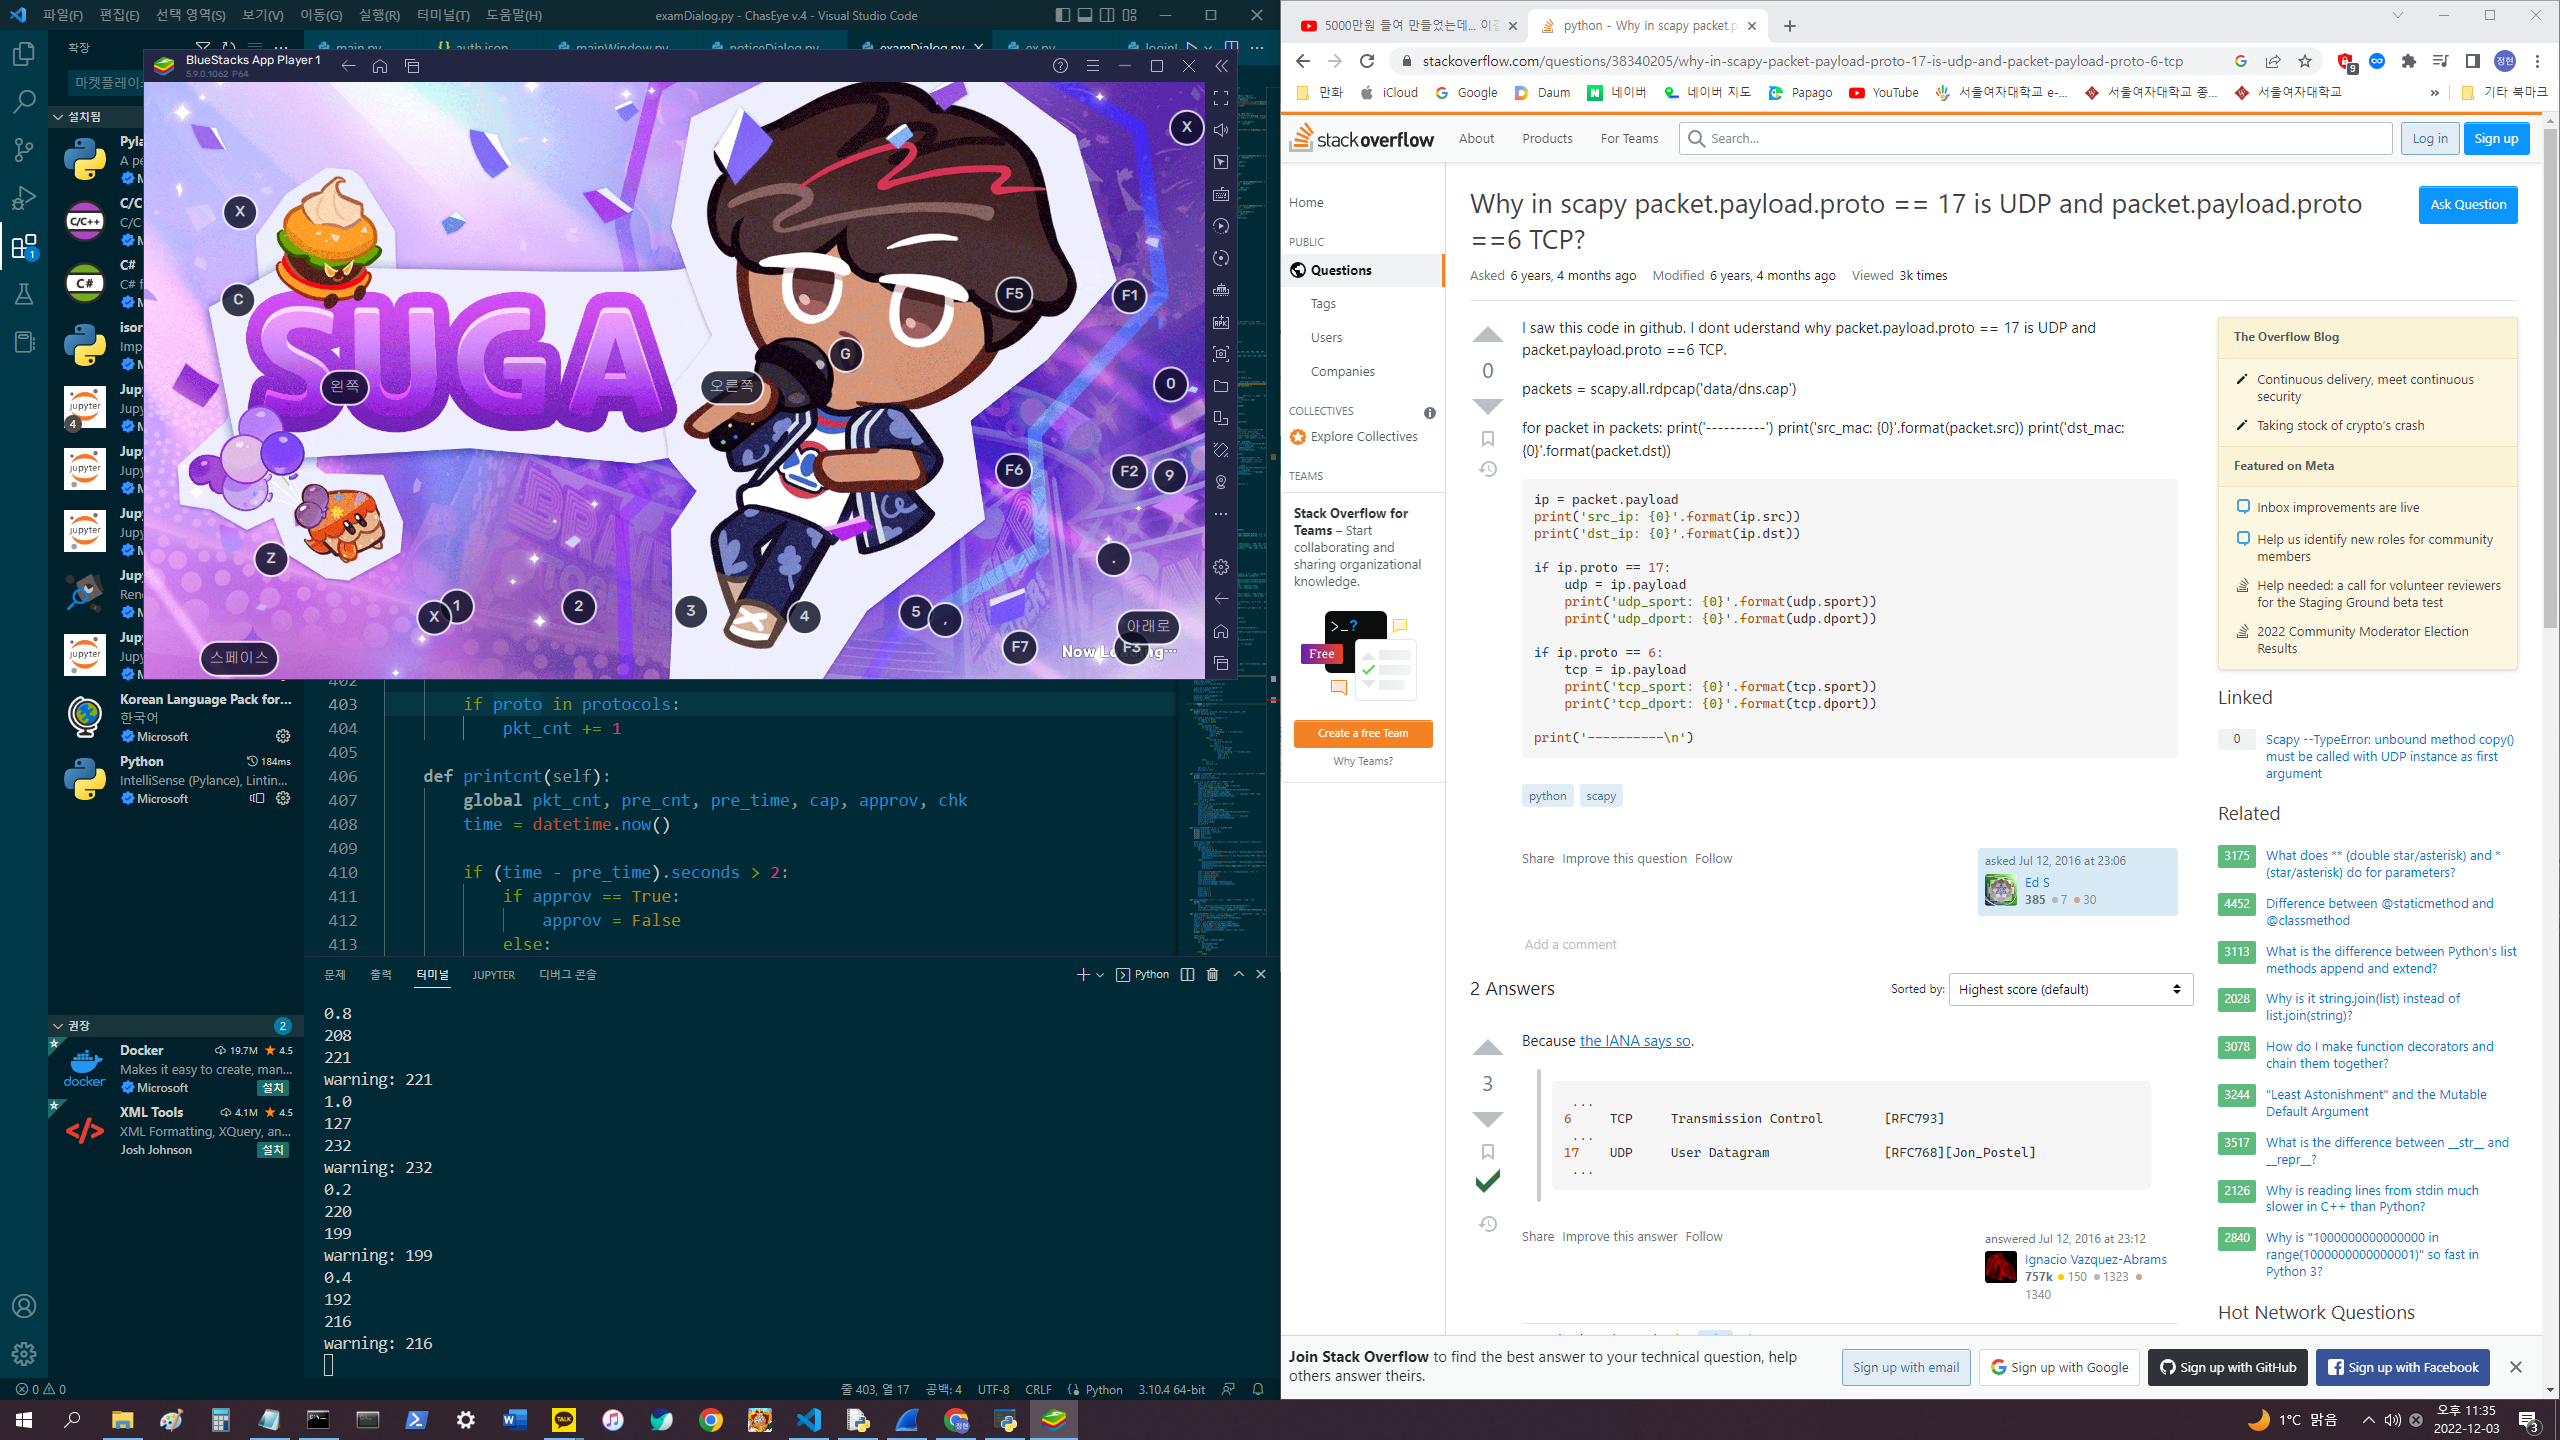 파일(F) 편집(E) 선택 영역(S) 보기(V) 이동(G) 실행(R) 터미널(T) 도움말(H)
examDialog.py - ChasEye v.4 - Visual Studio Code
확장
main.py
auth.json
mainWindow.py
noticeDialog.py
examDialog.py
ex.py
마켓플레이스
설치됨
C/C++
C#
4
1
Korean Language Pack for...
한국어
Microsoft
Python 184ms
IntelliSense (Pylance), Lintin...
Microsoft
권장 2
Docker 19.7M 4.5
Makes it easy to create, man...
Microsoft 설치
XML Tools 4.1M 4.5
XML Formatting, XQuery, an...
Josh Johnson 설치
BlueStacks App Player 1
5.9.0.1062 P64
SUGA
X
X
C
F5
F1
G
왼쪽
오른쪽
0
F6
F2
9
Z
.
X
1
2
3
4
5
,
아래로
스페이스
F7
F3
Now Loading...
402
403 if proto in protocols:
404 pkt_cnt += 1
405
406 def printcnt(self):
407 global pkt_cnt, pre_cnt, pre_time, cap, approv, chk
408 time = datetime.now()
409
410 if (time - pre_time).seconds > 2:
411 if approv == True:
412 approv = False
413 else:
문제 출력 터미널 JUPYTER 디버그 콘솔
Python
0.8
208
221
warning: 221
1.0
127
232
warning: 232
0.2
220
199
warning: 199
0.4
192
216
warning: 216
0 0
줄 403, 열 17 공백: 4 UTF-8 CRLF Python 3.10.4 64-bit
5000만원 들여 만들었는데...
python - Why in scapy packet.p
stackoverflow.com/questions/38340205/why-in-scapy-packet-payload-proto-17-is-udp-and-packet-payload-proto-6-tcp
9
정현
만화 iCloud Google Daum 네이버 네이버 지도 Papago YouTube 서울여자대학교 e-... 서울여자대학교 종... 서울여자대학교 » 기타 북마크
stackoverflow About Products For Teams Search... Log in Sign up
Home
PUBLIC
Questions
Tags
Users
Companies
COLLECTIVES
Explore Collectives
TEAMS
Stack Overflow for
Teams – Start
collaborating and
sharing organizational
knowledge.
>_?
Free
Create a free Team
Why Teams?
Why in scapy packet.payload.proto == 17 is UDP and packet.payload.proto
==6 TCP?
Ask Question
Asked 6 years, 4 months ago Modified 6 years, 4 months ago Viewed 3k times
0
I saw this code in github. I dont uderstand why packet.payload.proto == 17 is UDP and
packet.payload.proto ==6 TCP.
packets = scapy.all.rdpcap('data/dns.cap')
for packet in packets: print('----------') print('src_mac: {0}'.format(packet.src)) print('dst_mac:
{0}'.format(packet.dst))
ip = packet.payload
print('src_ip: {0}'.format(ip.src))
print('dst_ip: {0}'.format(ip.dst))
if ip.proto == 17:
udp = ip.payload
print('udp_sport: {0}'.format(udp.sport))
print('udp_dport: {0}'.format(udp.dport))
if ip.proto == 6:
tcp = ip.payload
print('tcp_sport: {0}'.format(tcp.sport))
print('tcp_dport: {0}'.format(tcp.dport))
print('----------\n')
python scapy
Share Improve this question Follow
asked Jul 12, 2016 at 23:06
Ed S
385 7 30
Add a comment
2 Answers
Sorted by: Highest score (default)
3
Because the IANA says so.
...
6 TCP Transmission Control [RFC793]
...
17 UDP User Datagram [RFC768][Jon_Postel]
...
Share Improve this answer Follow
answered Jul 12, 2016 at 23:12
Ignacio Vazquez-Abrams
757k 150 1323
1340
The Overflow Blog
Continuous delivery, meet continuous
security
Taking stock of crypto's crash
Featured on Meta
Inbox improvements are live
Help us identify new roles for community
members
Help needed: a call for volunteer reviewers
for the Staging Ground beta test
2022 Community Moderator Election
Results
Linked
0 Scapy --TypeError: unbound method copy()
must be called with UDP instance as first
argument
Related
3175 What does ** (double star/asterisk) and *
(star/asterisk) do for parameters?
4452 Difference between @staticmethod and
@classmethod
3113 What is the difference between Python's list
methods append and extend?
2028 Why is it string.join(list) instead of
list.join(string)?
3078 How do I make function decorators and
chain them together?
3244 "Least Astonishment" and the Mutable
Default Argument
3517 What is the difference between __str__ and
__repr__?
2126 Why is reading lines from stdin much
slower in C++ than Python?
2840 Why is "1000000000000000 in
range(1000000000000001)" so fast in
Python 3?
Hot Network Questions
Join Stack Overflow to find the best answer to your technical question, help
others answer theirs.
Sign up with email Sign up with Google Sign up with GitHub Sign up with Facebook
TALK
1°C 맑음
오후 11:35
2022-12-03
3